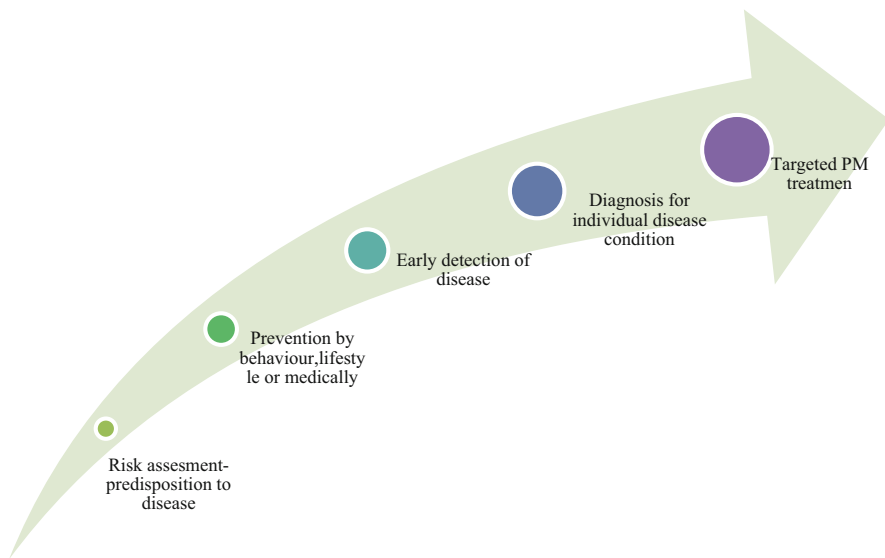 Risk assesment-
predisposition to
disease
Prevention by
behaviour,lifesty
le or medically
Early detection of
disease
Diagnosis for
individual disease
condition
Targeted PM
treatmen